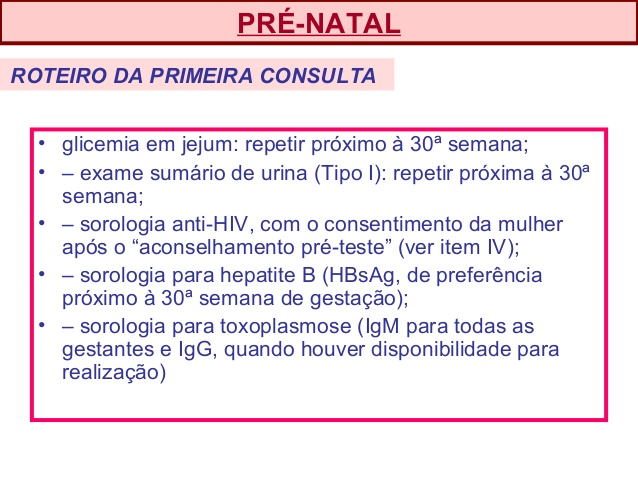 PRÉ-NATAL
ROTEIRO DA PRIMEIRA CONSULTA
• glicemia em jejum: repetir próximo à 30ª semana;
• – exame sumário de urina (Tipo I): repetir próxima à 30ª
semana;
• – sorologia anti-HIV, com o consentimento da mulher
após o “aconselhamento pré-teste” (ver item IV);
• – sorologia para hepatite B (HBsAg, de preferência
próximo à 30ª semana de gestação);
• – sorologia para toxoplasmose (IgM para todas as
gestantes e IgG, quando houver disponibilidade para
realização)